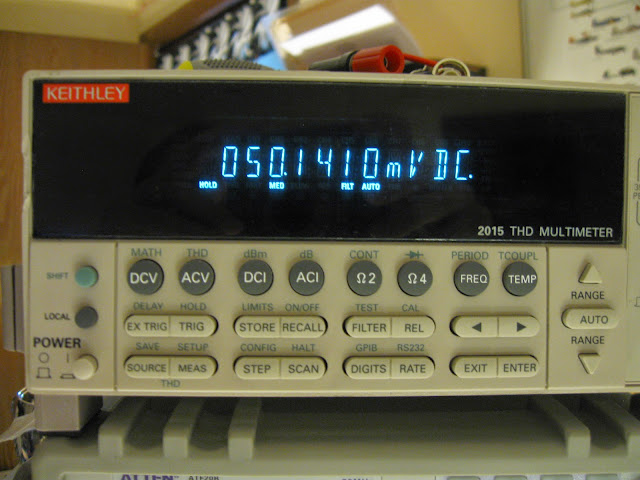 KEITHLEY
050.1410mV DC.
HOLD MED FILT AUTO
2015 THD MULTIMETER
MATH THD dBm dB CONT PERIOD TCOUPL
SHIFT DCV ACV DCI ACI Ω2 Ω4 FREQ TEMP
RANGE
DELAY HOLD LIMITS ON/OFF TEST CAL
LOCAL EX TRIG TRIG STORE RECALL FILTER REL ◄ ► AUTO
POWER SAVE SETUP CONFIG HALT GPIB RS232 RANGE
SOURCE MEAS STEP SCAN DIGITS RATE EXIT ENTER
THD
ATTEN